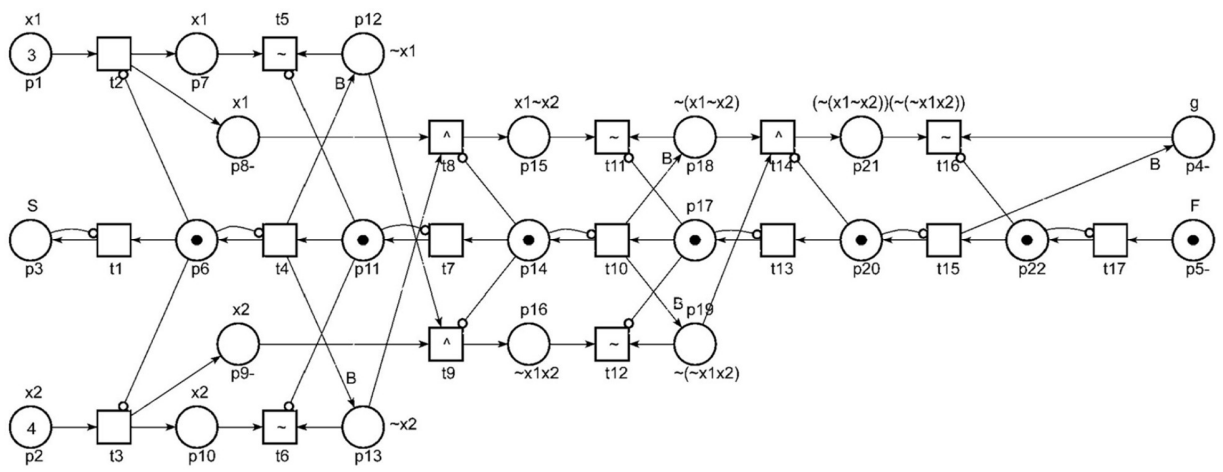 x1 x1 t5 p12
3 ~ ~x1
p1 t2 p7 B
x1 x1~x2 ~(x1~x2) (~(x1~x2))(~(~x1x2)) g
^ ~ ^ ~
p8- t8 p15 t11 B p18 t14 p21 t16 B p4-
S p17 F
p3 t1 p6 t4 p11 t7 p14 t10 t13 p20 t15 p22 t17 p5-
x2 p16 B p19
^ ~
p9- t9 ~x1x2 t12 ~(~x1x2)
x2 x2 B
4 ~ ~x2
p2 t3 p10 t6 p13